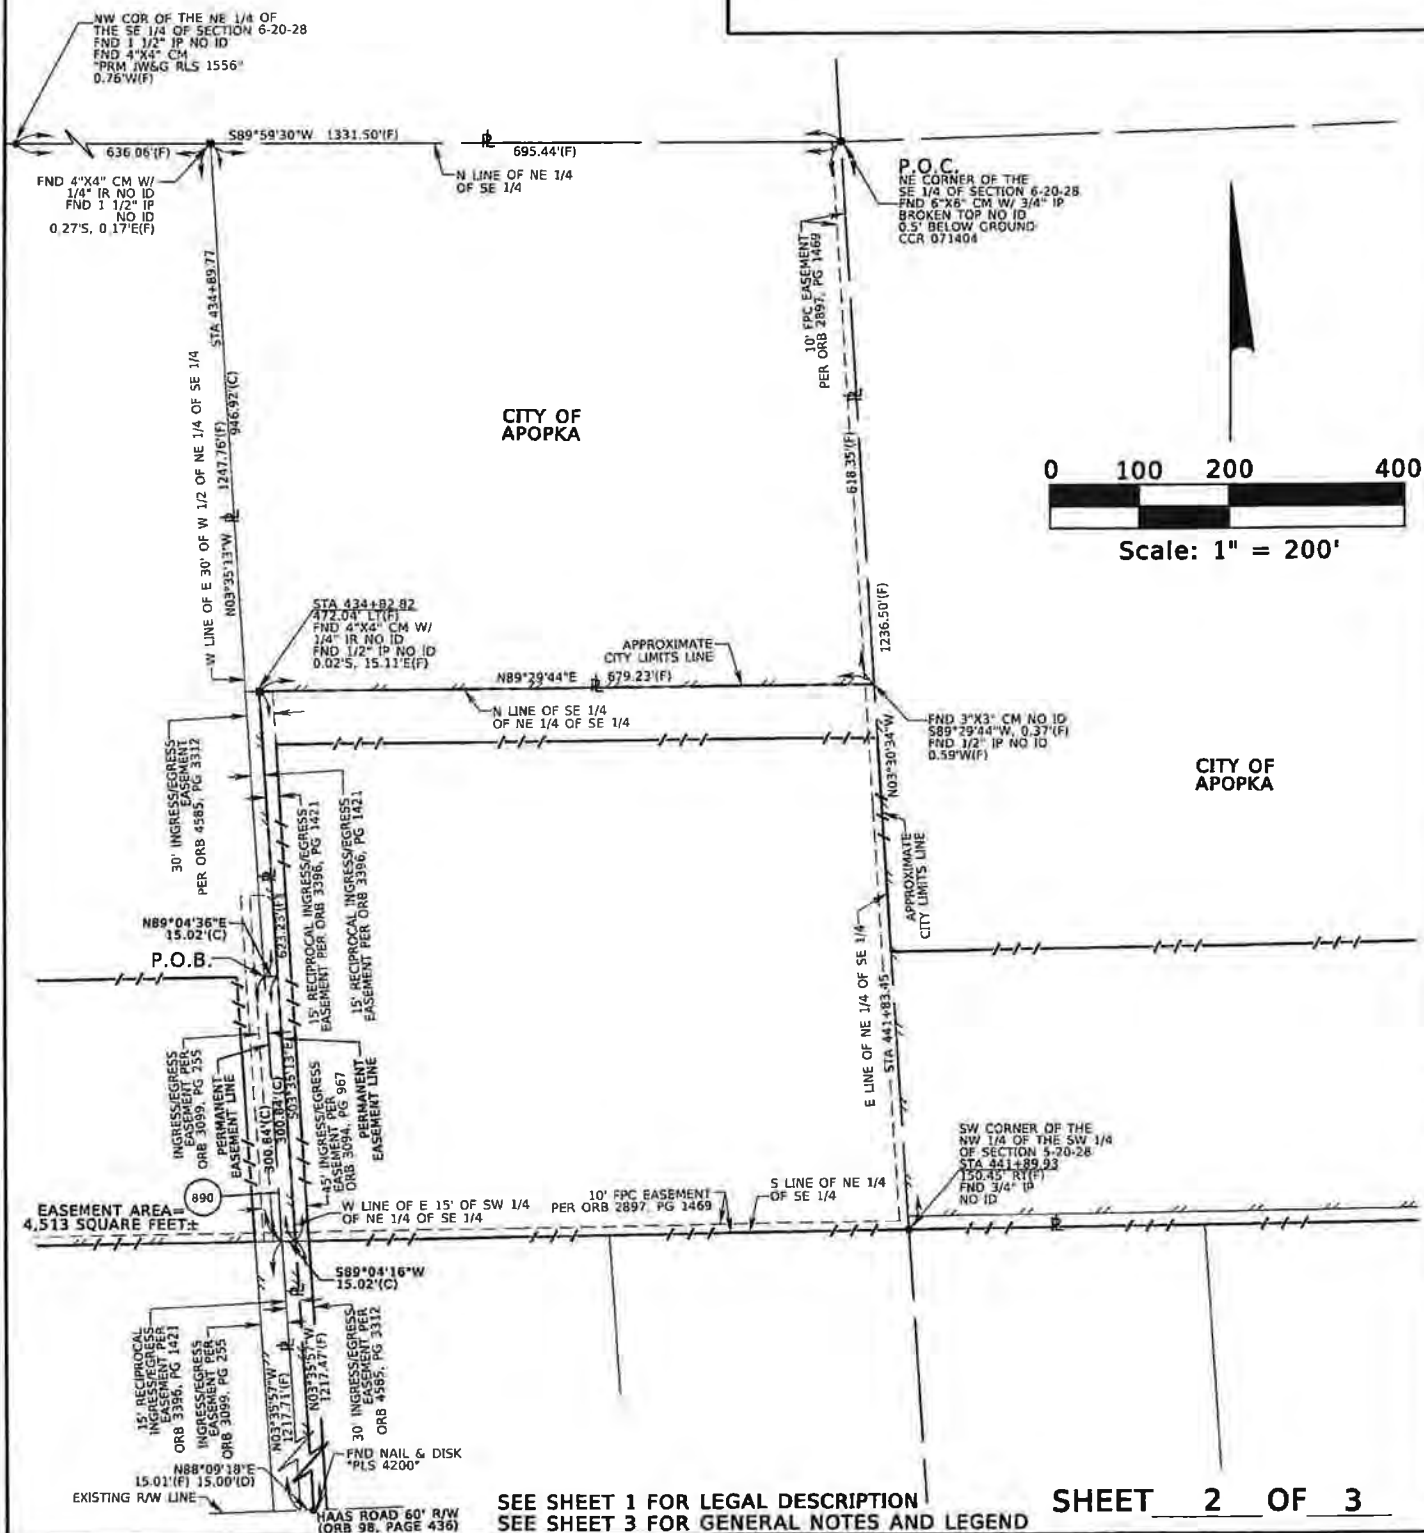 NW COR OF THE NE 1/4 OF
THE SE 1/4 OF SECTION 6-20-28
FND 1 1/2" IP NO ID
FND 4"X4" CM
"PRM JW&G RLS 1556"
0.76'W(F)
S89°59'30"W 1331.50'(F)
636.06'(F)
695.44'(F)
N LINE OF NE 1/4
OF SE 1/4
FND 4"X4" CM W/
1/4" IR NO ID
FND 1 1/2" IP
NO ID
0.27'S, 0.17'E(F)
P.O.C.
NE CORNER OF THE
SE 1/4 OF SECTION 6-20-28
FND 6"X6" CM W/ 3/4" IP
BROKEN TOP NO ID
0.5' BELOW GROUND
CCR 071404
10' FPC EASEMENT
PER ORB 2897, PG 1469
STA 434+89.77
W LINE OF E 30' OF W 1/2 OF NE 1/4 OF SE 1/4
946.92'(C)
1247.76'(F)
N03°35'13"W
CITY OF
APOPKA
618.35'(F)
0 100 200 400
Scale: 1" = 200'
STA 434+82.82
472.04' LT(F)
FND 4"X4" CM W/
1/4" IR NO ID
FND 1/2" IP NO ID
0.02'S, 15.11'E(F)
APPROXIMATE
CITY LIMITS LINE
1236.50'(F)
N89°29'44"E 679.23'(F)
N LINE OF SE 1/4
OF NE 1/4 OF SE 1/4
FND 3"X3" CM NO ID
S89°29'44"W, 0.37'(F)
FND 1/2" IP NO ID
0.59'W(F)
N03°30'34"W
CITY OF
APOPKA
30' INGRESS/EGRESS
EASEMENT
PER ORB 4585, PG 3312
15' RECIPROCAL INGRESS/EGRESS
EASEMENT PER ORB 3396, PG 1421
15' RECIPROCAL INGRESS/EGRESS
EASEMENT PER ORB 3396, PG 1421
APPROXIMATE
CITY LIMITS LINE
N89°04'36"E
15.02'(C)
P.O.B.
623.23'(F)
E LINE OF NE 1/4 OF SE 1/4
STA 441+83.45
INGRESS/EGRESS
EASEMENT PER
ORB 3099, PG 255
PERMANENT
EASEMENT LINE
300.84'(C)
300.84'(C)
S03°35'13"E
45' INGRESS/EGRESS
EASEMENT PER
ORB 3094, PG 967
PERMANENT
EASEMENT LINE
890
EASEMENT AREA=
4,513 SQUARE FEET±
W LINE OF E 15' OF SW 1/4
OF NE 1/4 OF SE 1/4
10' FPC EASEMENT
PER ORB 2897, PG 1469
S LINE OF NE 1/4
OF SE 1/4
SW CORNER OF THE
NW 1/4 OF THE SW 1/4
OF SECTION 5-20-28
STA 441+89.93
150.45' RT(F)
FND 3/4" IP
NO ID
S89°04'16"W
15.02'(C)
15' RECIPROCAL
INGRESS/EGRESS
EASEMENT PER
ORB 3396, PG 1421
INGRESS/EGRESS
EASEMENT PER
ORB 3099, PG 255
N03°35'57"W
1217.71'(F)
N03°35'57"W
1217.47'(F)
30' INGRESS/EGRESS
EASEMENT PER
ORB 4585, PG 3312
N88°09'18"E
15.01'(F) 15.00'(D)
EXISTING R/W LINE
FND NAIL & DISK
"PLS 4200"
HAAS ROAD 60' R/W
(ORB 98, PAGE 436)
SEE SHEET 1 FOR LEGAL DESCRIPTION
SEE SHEET 3 FOR GENERAL NOTES AND LEGEND
SHEET 2 OF 3